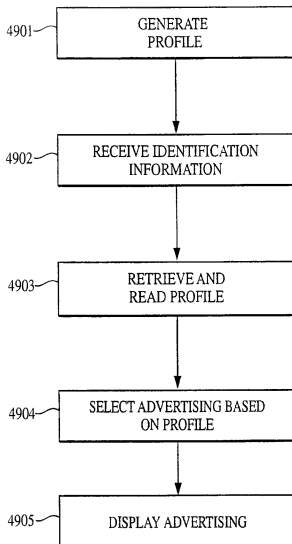 4901
GENERATE
PROFILE
4902
RECEIVE IDENTIFICATION
INFORMATION
4903
RETRIEVE AND
READ PROFILE
4904
SELECT ADVERTISING BASED
ON PROFILE
4905
DISPLAY ADVERTISING